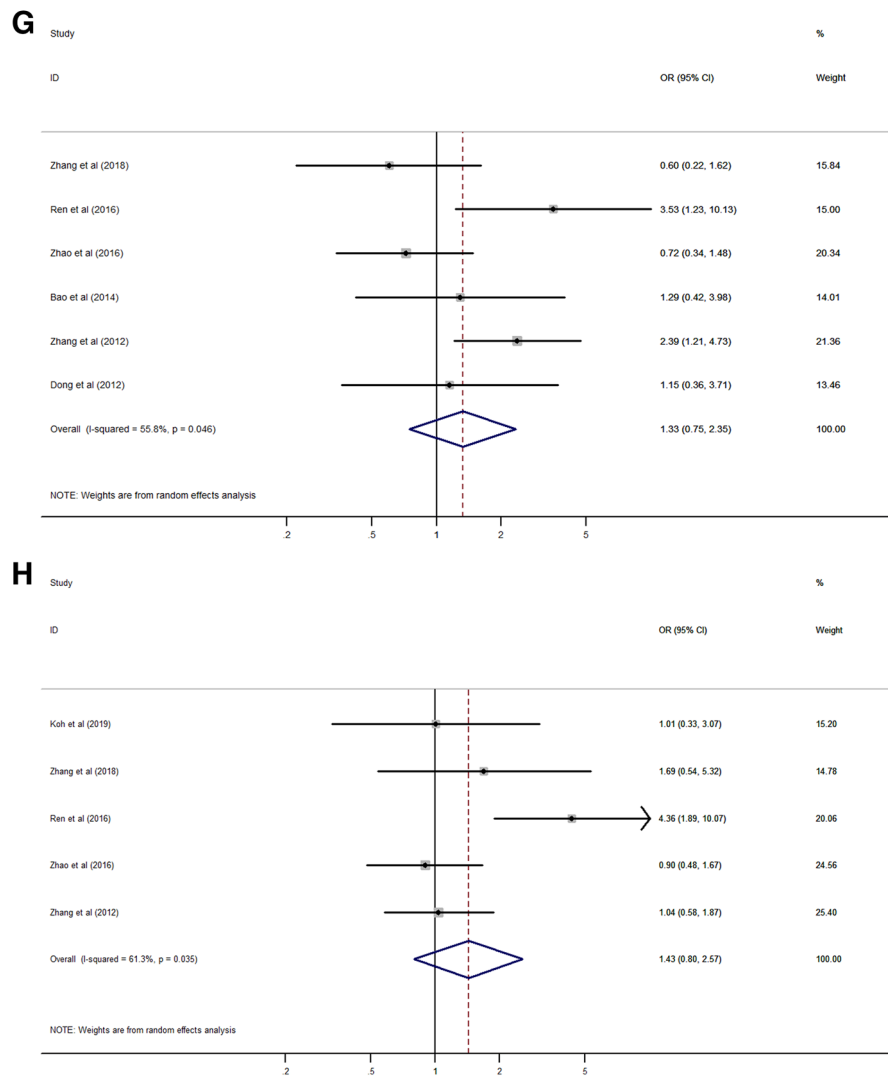 G
Study %
ID OR (95% CI) Weight
Zhang et al (2018) 0.60 (0.22, 1.62) 15.84
Ren et al (2016) 3.53 (1.23, 10.13) 15.00
Zhao et al (2016) 0.72 (0.34, 1.48) 20.34
Bao et al (2014) 1.29 (0.42, 3.98) 14.01
Zhang et al (2012) 2.39 (1.21, 4.73) 21.36
Dong et al (2012) 1.15 (0.36, 3.71) 13.46
Overall (I-squared = 55.8%, p = 0.046) 1.33 (0.75, 2.35) 100.00
NOTE: Weights are from random effects analysis
.2 .5 1 2 5
H
Study %
ID OR (95% CI) Weight
Koh et al (2019) 1.01 (0.33, 3.07) 15.20
Zhang et al (2018) 1.69 (0.54, 5.32) 14.78
Ren et al (2016) 4.36 (1.89, 10.07) 20.06
Zhao et al (2016) 0.90 (0.48, 1.67) 24.56
Zhang et al (2012) 1.04 (0.58, 1.87) 25.40
Overall (I-squared = 61.3%, p = 0.035) 1.43 (0.80, 2.57) 100.00
NOTE: Weights are from random effects analysis
.2 .5 1 2 5